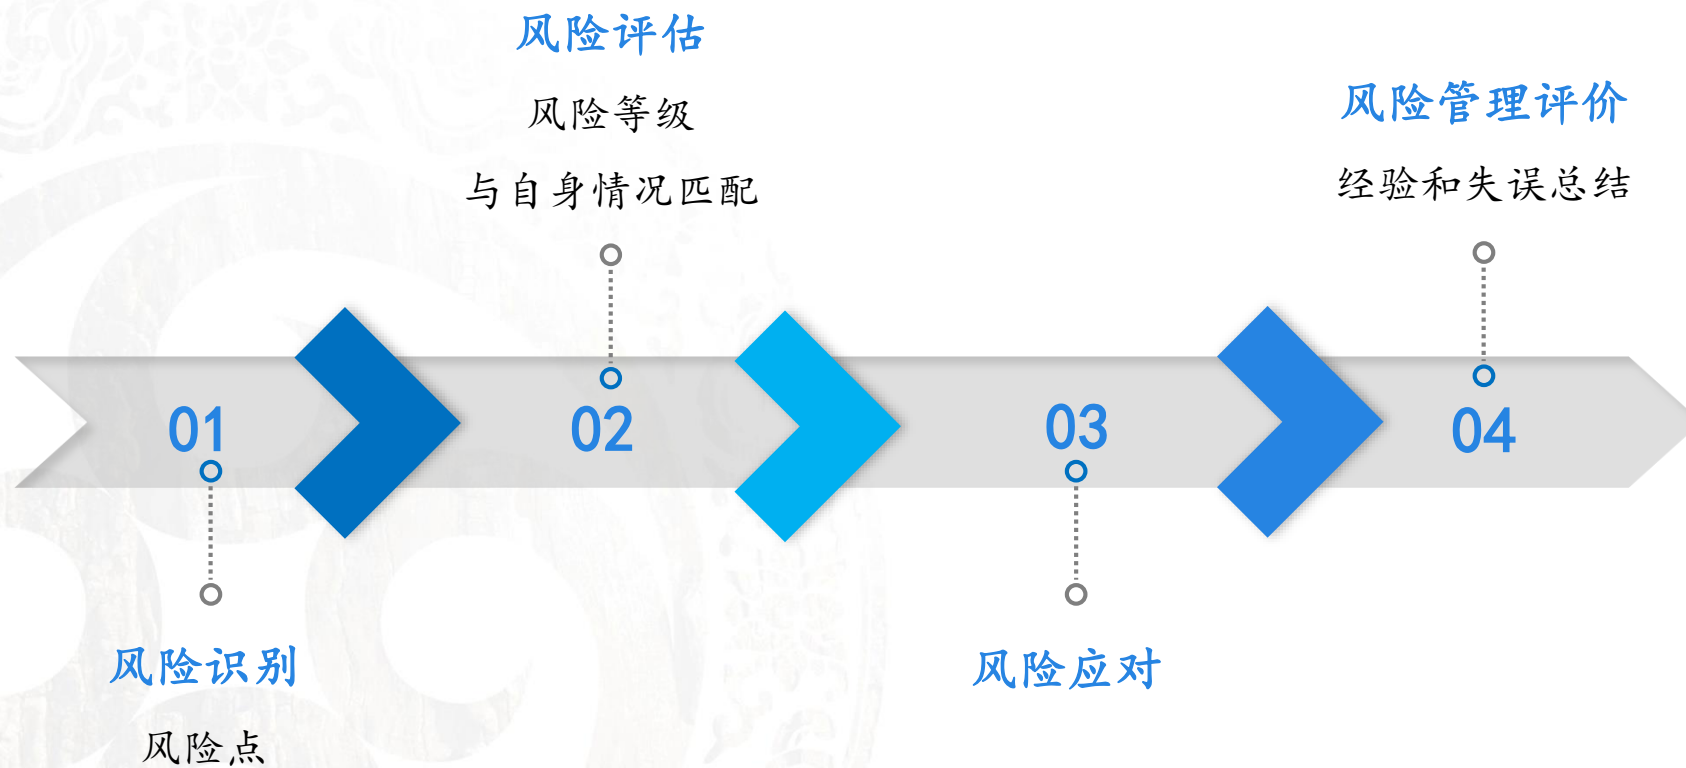 风险评估
风险等级
与自身情况匹配
风险管理评价
经验和失误总结
01
02
03
04
风险识别
风险点
风险应对